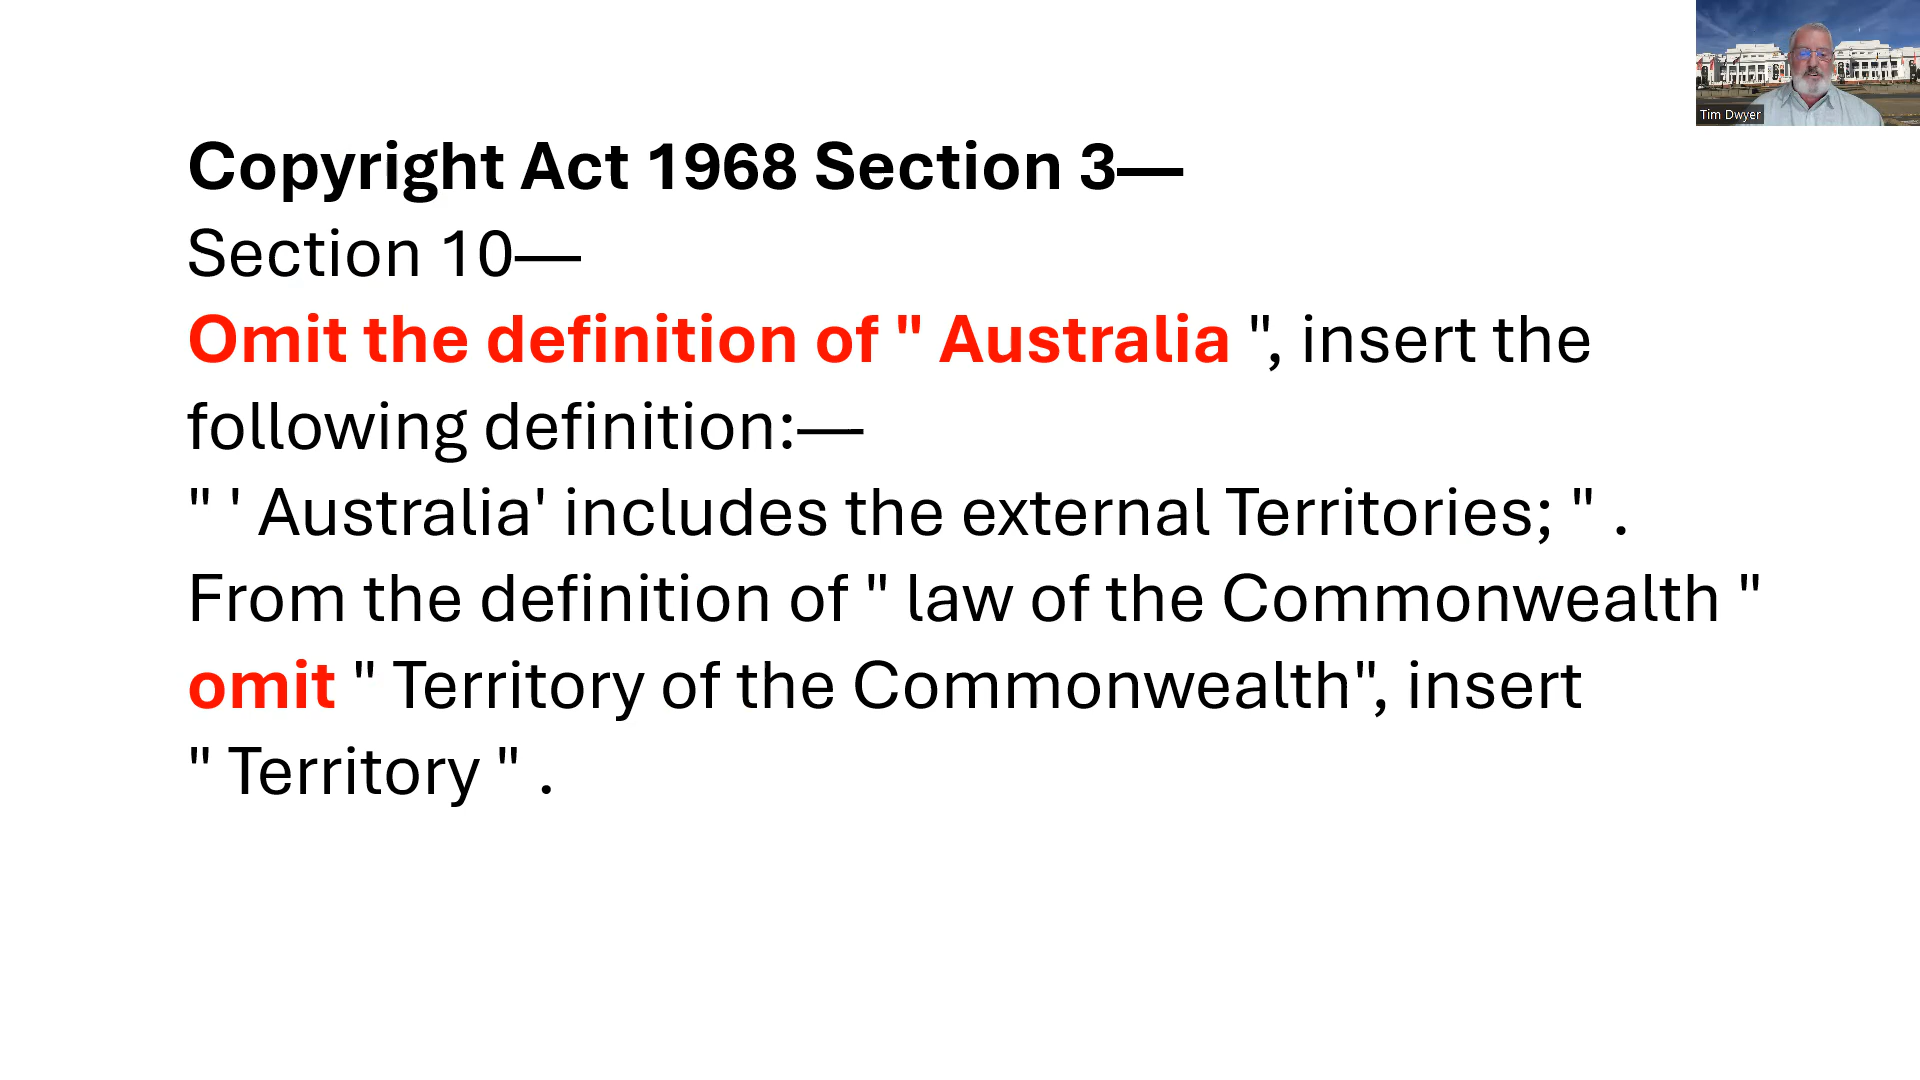 Tim Dwyer
Copyright Act 1968 Section 3—
Section 10—
Omit the definition of " Australia ", insert the
following definition:—
" ' Australia' includes the external Territories; " .
From the definition of " law of the Commonwealth "
omit " Territory of the Commonwealth", insert
" Territory " .